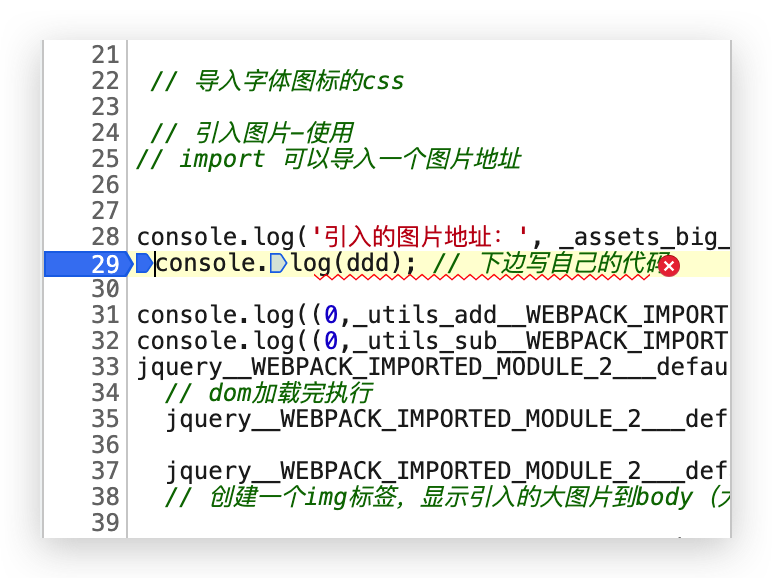 21
22 // 导入字体图标的css
23
24 // 引入图片-使用
25 // import 可以导入一个图片地址
26
27
28 console.log('引入的图片地址：', _assets_big_
29 console.log(ddd); // 下边写自己的代码
30
31 console.log((0,_utils_add__WEBPACK_IMPORT
32 console.log((0,_utils_sub__WEBPACK_IMPORT
33 jquery__WEBPACK_IMPORTED_MODULE_2___defau
34 // dom加载完执行
35 jquery__WEBPACK_IMPORTED_MODULE_2___def
36
37 jquery__WEBPACK_IMPORTED_MODULE_2___def
38 // 创建一个img标签，显示引入的大图片到body（
39